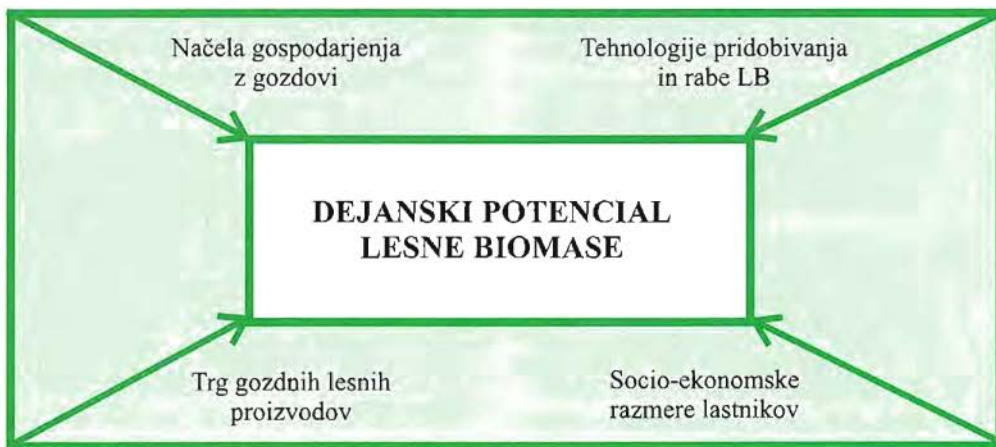 Načela gospodarjenja
z gozdovi
Tehnologije pridobivanja
in rabe LB
DEJANSKI POTENCIAL
LESNE BIOMASE
Trg gozdnih lesnih
proizvodov
Socio-ekonomske
razmere lastnikov